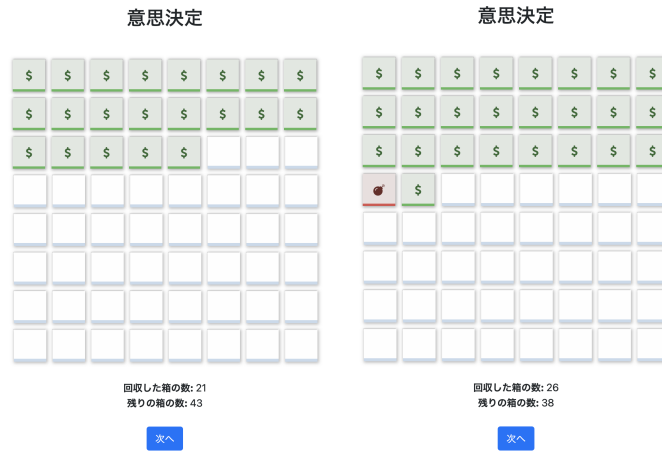 意思決定
$ $ $ $ $ $ $ $
$ $ $ $ $ $ $ $
$ $ $ $ $
回収した箱の数: 21
残りの箱の数: 43
次へ
意思決定
$ $ $ $ $ $ $ $
$ $ $ $ $ $ $ $
$ $ $ $ $ $ $ $
$
回収した箱の数: 26
残りの箱の数: 38
次へ